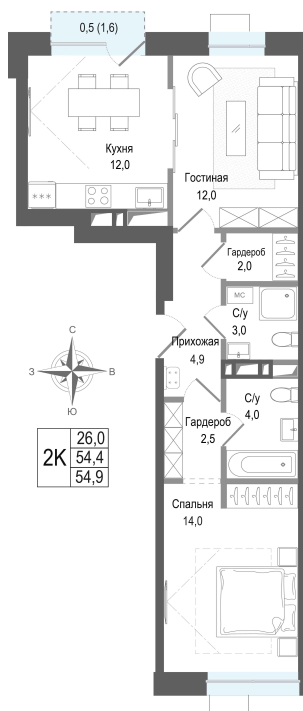 0,5 (1,6)
Кухня
12,0
Гостиная
12,0
Гардероб
2,0
МС
С/у
3,0
Прихожая
4,9
С
З
В
Ю
С/у
4,0
Гардероб
2,5
2К
26,0
54,4
54,9
Спальня
14,0